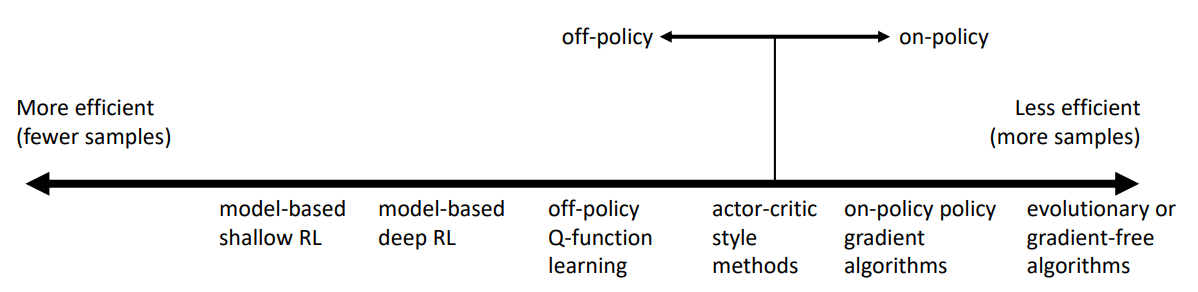 off-policy
on-policy
More efficient
(fewer samples)
Less efficient
(more samples)
model-based
shallow RL
model-based
deep RL
off-policy
Q-function
learning
actor-critic
style
methods
on-policy policy
gradient
algorithms
evolutionary or
gradient-free
algorithms